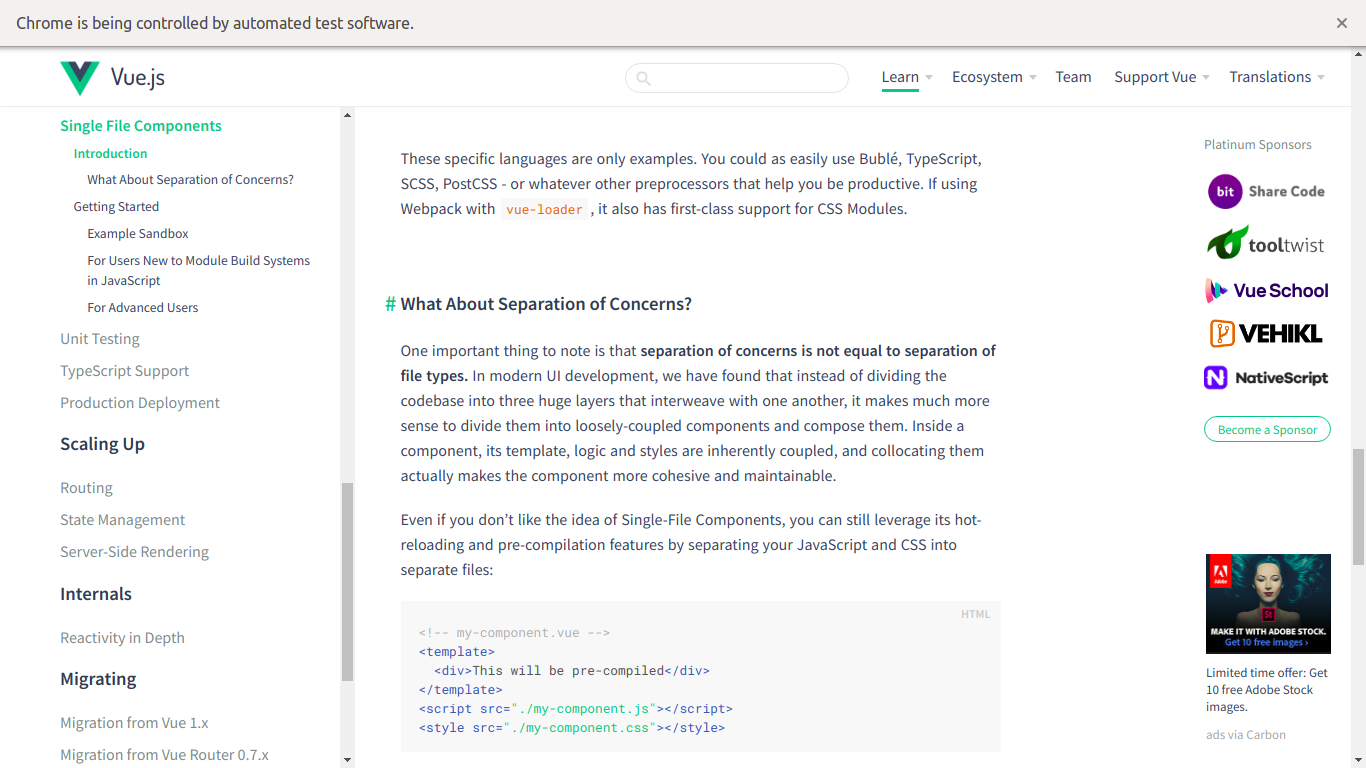 Chrome is being controlled by automated test software.
Vue.js
Learn
Ecosystem
Team
Support Vue
Translations
Single File Components
Introduction
What About Separation of Concerns?
Getting Started
Example Sandbox
For Users New to Module Build Systems
in JavaScript
For Advanced Users
Unit Testing
TypeScript Support
Production Deployment
Scaling Up
Routing
State Management
Server-Side Rendering
Internals
Reactivity in Depth
Migrating
Migration from Vue 1.x
Migration from Vue Router 0.7.x
These specific languages are only examples. You could as easily use Bublé, TypeScript,
SCSS, PostCSS - or whatever other preprocessors that help you be productive. If using
Webpack with vue-loader , it also has first-class support for CSS Modules.
# What About Separation of Concerns?
One important thing to note is that separation of concerns is not equal to separation of
file types. In modern UI development, we have found that instead of dividing the
codebase into three huge layers that interweave with one another, it makes much more
sense to divide them into loosely-coupled components and compose them. Inside a
component, its template, logic and styles are inherently coupled, and collocating them
actually makes the component more cohesive and maintainable.
Even if you don’t like the idea of Single-File Components, you can still leverage its hot-
reloading and pre-compilation features by separating your JavaScript and CSS into
separate files:
HTML
<!-- my-component.vue -->
<template>
  <div>This will be pre-compiled</div>
</template>
<script src="./my-component.js"></script>
<style src="./my-component.css"></style>
Platinum Sponsors
bit Share Code
tooltwist
Vue School
VEHIKL
NativeScript
Become a Sponsor
Adobe
St
MAKE IT WITH ADOBE STOCK.
Get 10 free images ›
Limited time offer: Get
10 free Adobe Stock
images.
ads via Carbon